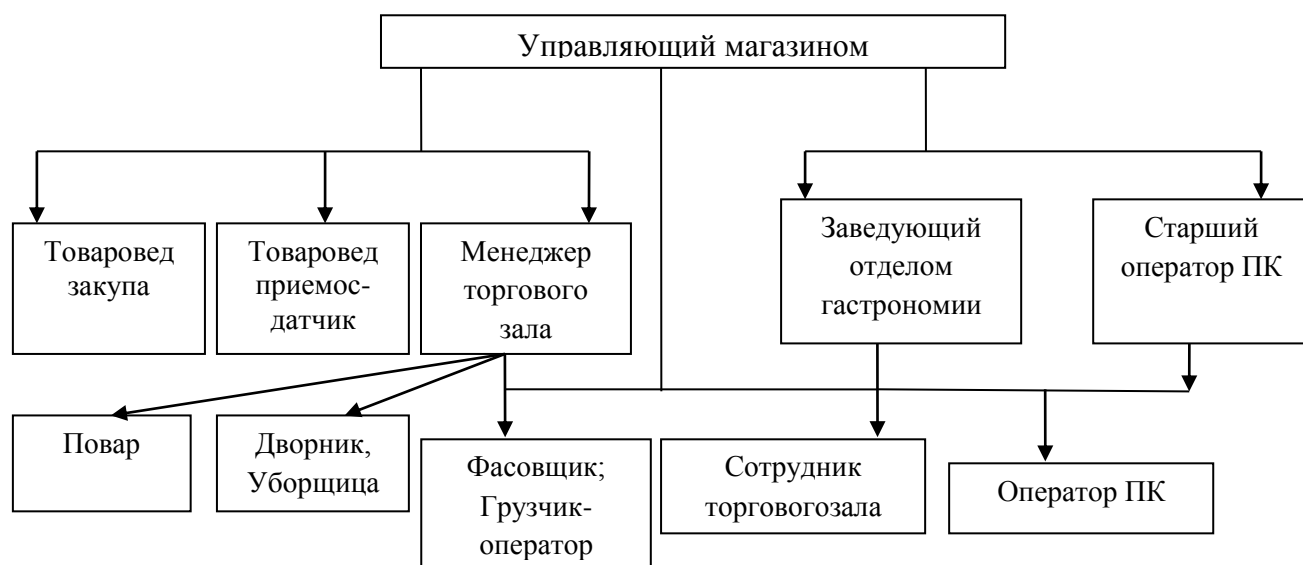 Управляющий магазином
Товаровед
закупа
Товаровед
приемос-
датчик
Менеджер
торгового
зала
Заведующий
отделом
гастрономии
Старший
оператор ПК
Повар
Дворник,
Уборщица
Фасовщик;
Грузчик-
оператор
Сотрудник
торговогозала
Оператор ПК